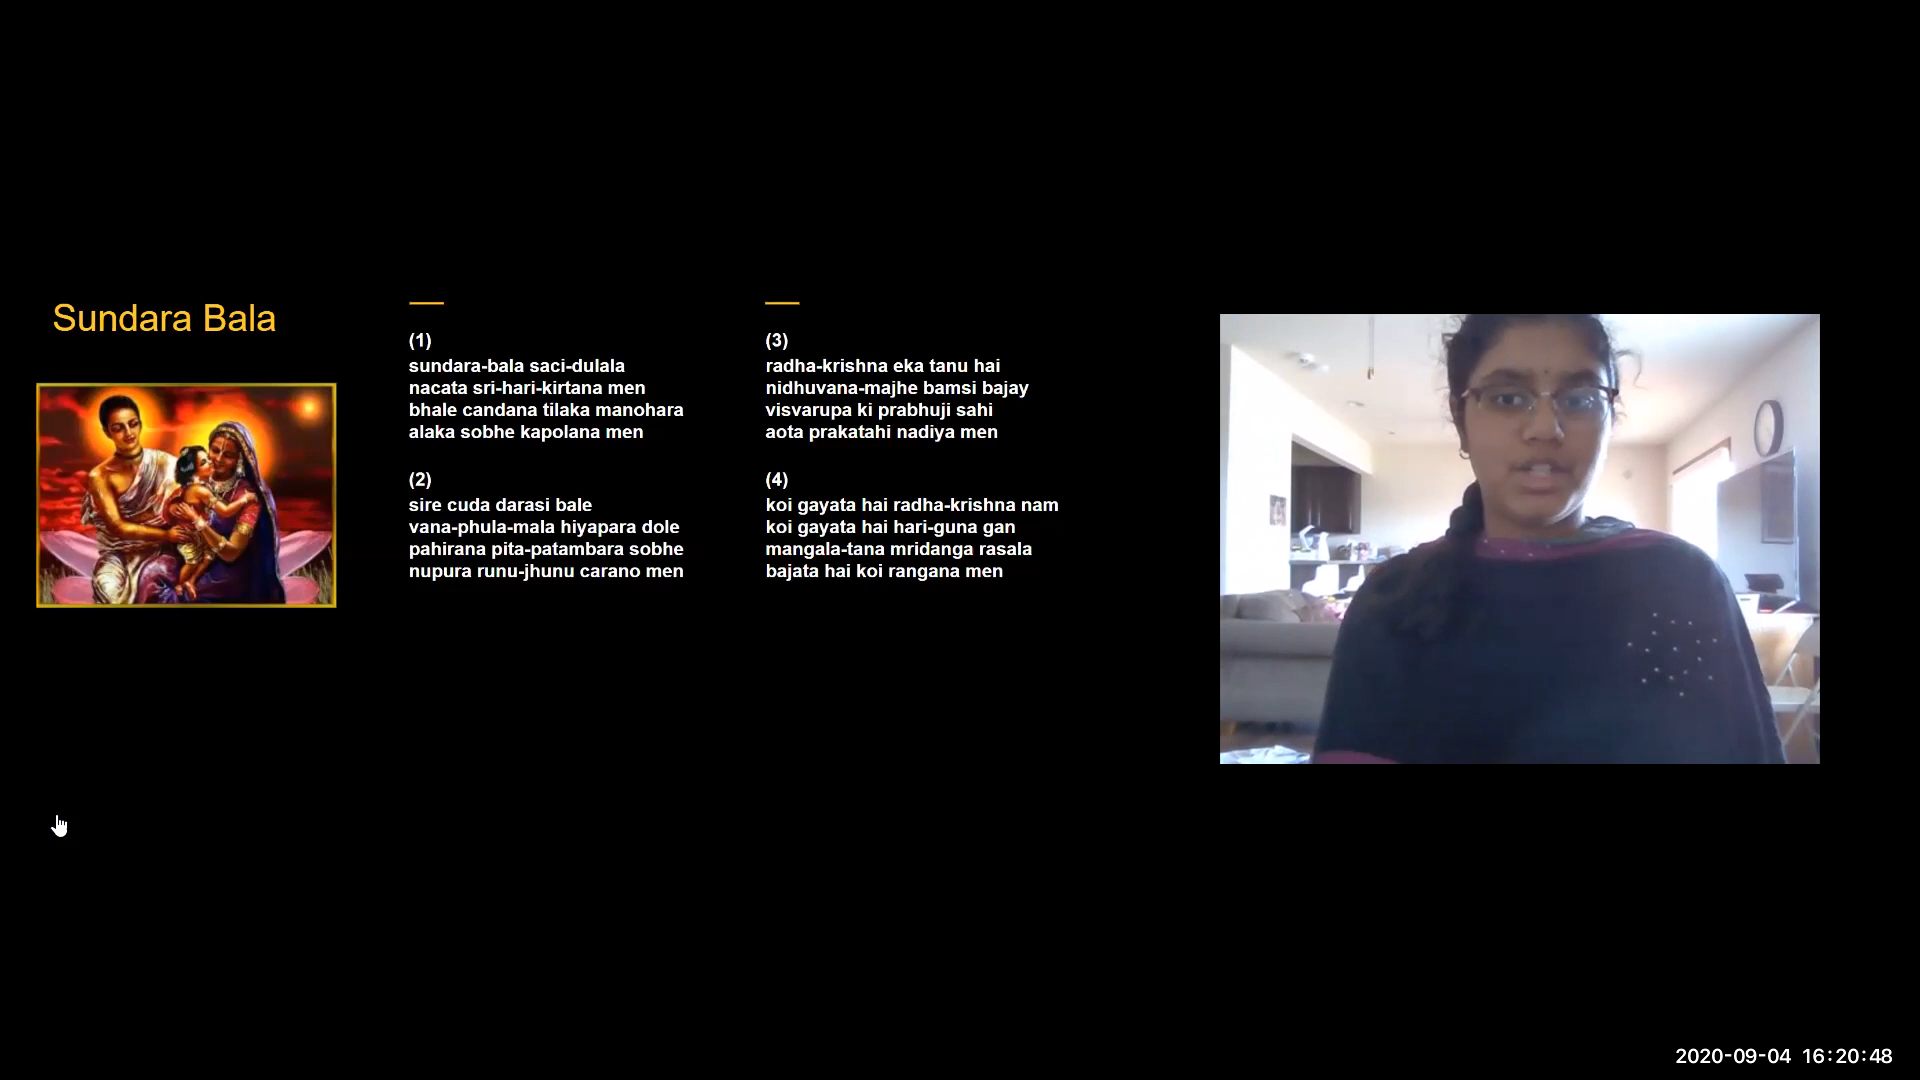 Sundara Bala
(1)
sundara-bala saci-dulala
nacata sri-hari-kirtana men
bhale candana tilaka manohara
alaka sobhe kapolana men
(2)
sire cuda darasi bale
vana-phula-mala hiyapara dole
pahirana pita-patambara sobhe
nupura runu-jhunu carano men
(3)
radha-krishna eka tanu hai
nidhuvana-majhe bamsi bajay
visvarupa ki prabhuji sahi
aota prakatahi nadiya men
(4)
koi gayata hai radha-krishna nam
koi gayata hai hari-guna gan
mangala-tana mridanga rasala
bajata hai koi rangana men
2020-09-04 16:20:48